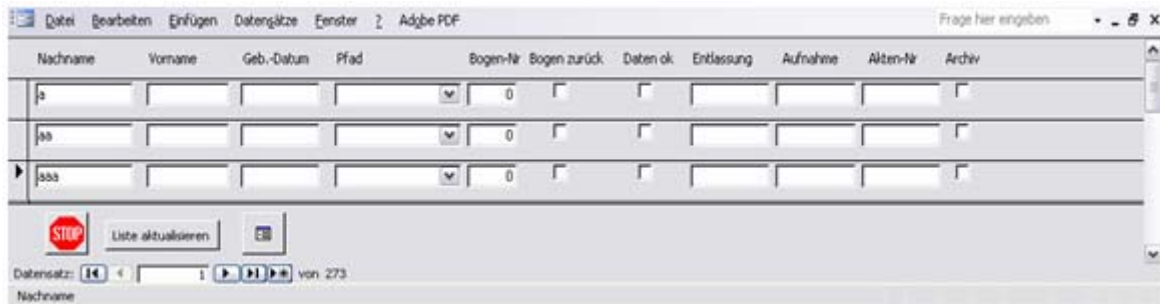 Datei Bearbeiten Einfügen Datensätze Fenster ? Adobe PDF Frage hier eingeben
Nachname Vorname Geb.-Datum Pfad Bogen-Nr Bogen zurück Daten ok Entlassung Aufnahme Akten-Nr Archiv
a 0
aa 0
aaa 0
STOP Liste aktualisieren
Datensatz: 1 von 273
Nachname